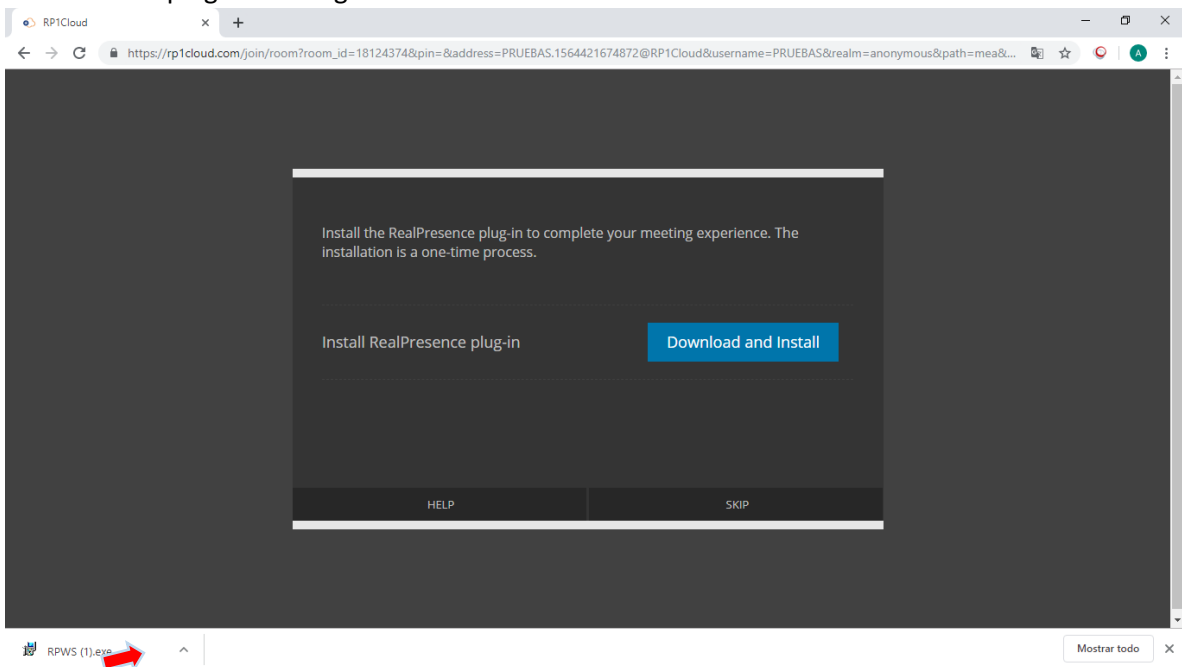 RP1Cloud
https://rp1cloud.com/join/room?room_id=18124374&pin=&address=PRUEBAS.1564421674872@RP1Cloud&username=PRUEBAS&realm=anonymous&path=mea&...
A
Install the RealPresence plug-in to complete your meeting experience. The
installation is a one-time process.
Install RealPresence plug-in
Download and Install
HELP
SKIP
RPWS (1).exe
Mostrar todo